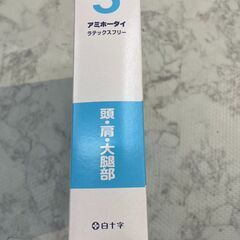 アミホータイ
ラテックスフリー
頭・肩・大腿部
白十字